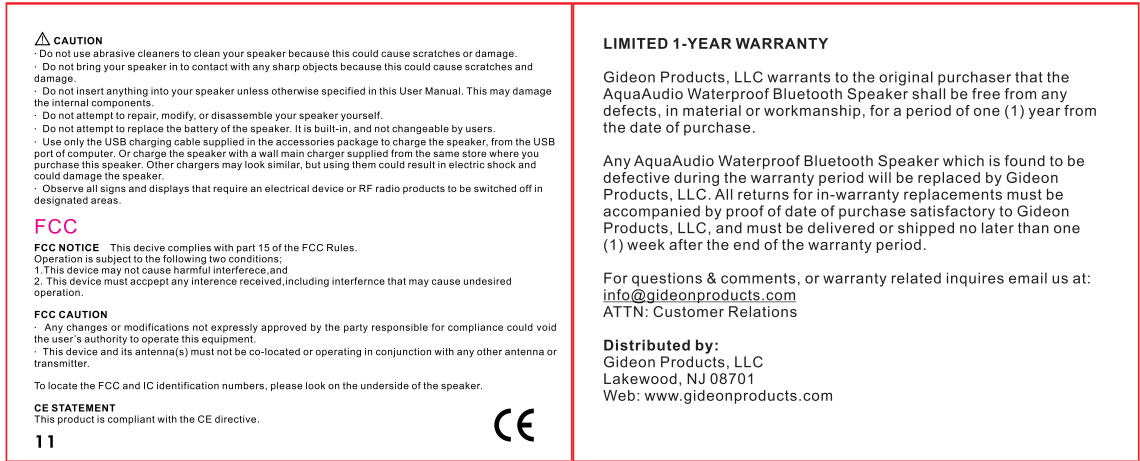 CAUTION
· Do not use abrasive cleaners to clean your speaker because this could cause scratches or damage.
· Do not bring your speaker in to contact with any sharp objects because this could cause scratches and
damage.
· Do not insert anything into your speaker unless otherwise specified in this User Manual. This may damage
the internal components.
· Do not attempt to repair, modify, or disassemble your speaker yourself.
· Do not attempt to replace the battery of the speaker. It is built-in, and not changeable by users.
· Use only the USB charging cable supplied in the accessories package to charge the speaker, from the USB
port of computer. Or charge the speaker with a wall main charger supplied from the same store where you
purchase this speaker. Other chargers may look similar, but using them could result in electric shock and
could damage the speaker.
· Observe all signs and displays that require an electrical device or RF radio products to be switched off in
designated areas.
FCC
FCC NOTICE This decive complies with part 15 of the FCC Rules.
Operation is subject to the following two conditions;
1.This device may not cause harmful interferece,and
2. This device must accpept any interence received,including interfernce that may cause undesired
operation.
FCC CAUTION
· Any changes or modifications not expressly approved by the party responsible for compliance could void
the user's authority to operate this equipment.
· This device and its antenna(s) must not be co-located or operating in conjunction with any other antenna or
transmitter.
To locate the FCC and IC identification numbers, please look on the underside of the speaker.
CE STATEMENT
This product is compliant with the CE directive.
CE
11
LIMITED 1-YEAR WARRANTY
Gideon Products, LLC warrants to the original purchaser that the
AquaAudio Waterproof Bluetooth Speaker shall be free from any
defects, in material or workmanship, for a period of one (1) year from
the date of purchase.
Any AquaAudio Waterproof Bluetooth Speaker which is found to be
defective during the warranty period will be replaced by Gideon
Products, LLC. All returns for in-warranty replacements must be
accompanied by proof of date of purchase satisfactory to Gideon
Products, LLC, and must be delivered or shipped no later than one
(1) week after the end of the warranty period.
For questions & comments, or warranty related inquires email us at:
info@gideonproducts.com
ATTN: Customer Relations
Distributed by:
Gideon Products, LLC
Lakewood, NJ 08701
Web: www.gideonproducts.com